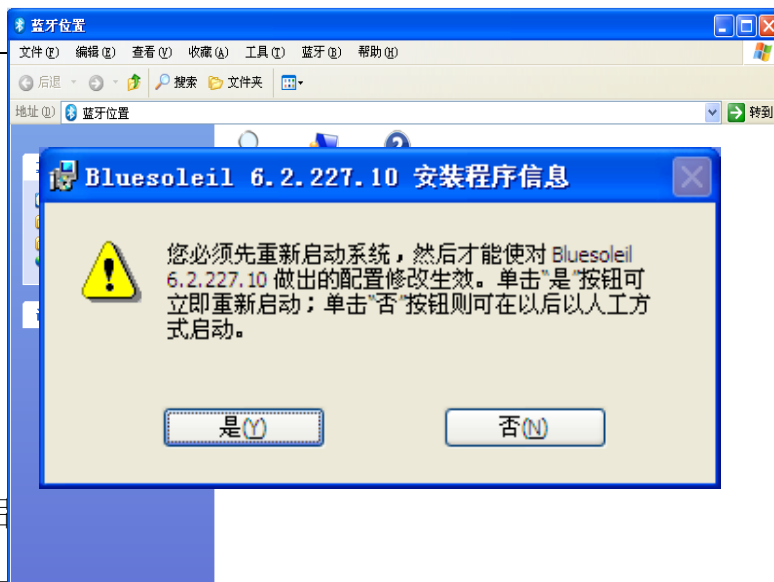 蓝牙位置
文件(F) 编辑(E) 查看(V) 收藏(A) 工具(T) 蓝牙(B) 帮助(H)
后退 搜索 文件夹
地址(D) 蓝牙位置 转到
Bluesoleil 6.2.227.10 安装程序信息
您必须先重新启动系统，然后才能使对 Bluesoleil
6.2.227.10 做出的配置修改生效。单击"是"按钮可
立即重新启动；单击"否"按钮则可在以后以人工方
式启动。
是(Y) 否(N)